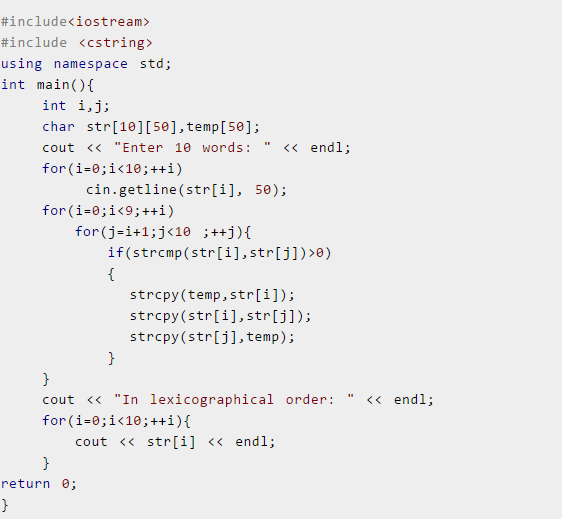 #include<iostream>
#include <cstring>
using namespace std;
int main(){
     int i,j;
     char str[10][50],temp[50];
     cout << "Enter 10 words: " << endl;
     for(i=0;i<10;++i)
          cin.getline(str[i], 50);
     for(i=0;i<9;++i)
         for(j=i+1;j<10 ;++j){
             if(strcmp(str[i],str[j])>0)
             {
                strcpy(temp,str[i]);
                strcpy(str[i],str[j]);
                strcpy(str[j],temp);
             }
     }
     cout << "In lexicographical order: " << endl;
     for(i=0;i<10;++i){
         cout << str[i] << endl;
     }
return 0;
}